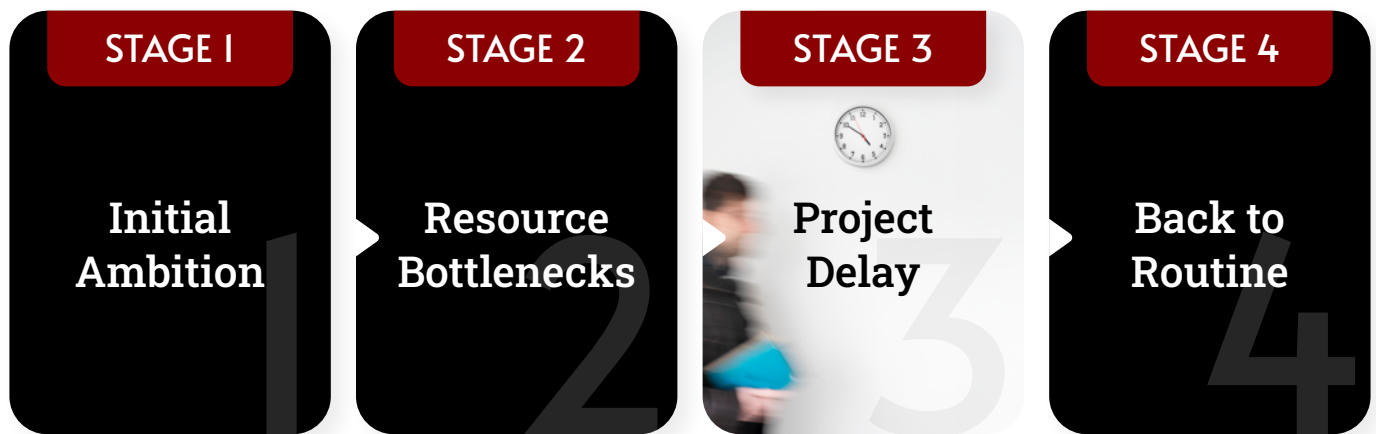 STAGE 1
Initial
Ambition
1
STAGE 2
Resource
Bottlenecks
2
STAGE 3
Project
Delay
3
STAGE 4
Back to
Routine
4